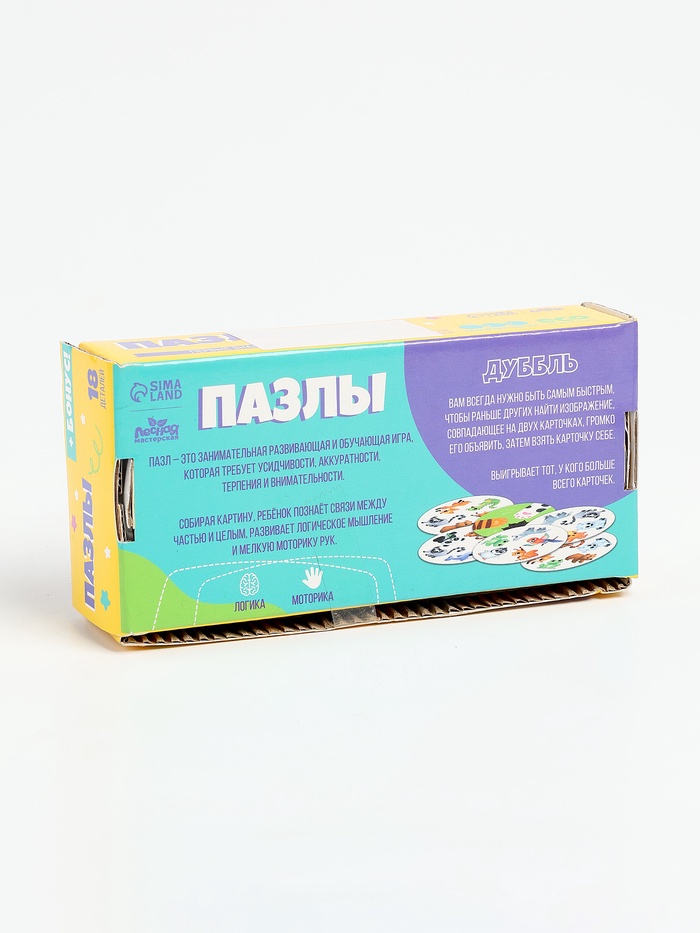 ПАЗ
+ Бонус!
18
ДЕТАЛЕЙ
ПАЗЛЫ
SIMA
LAND
Лесная
мастерская
ПАЗЛЫ
ПАЗЛ – ЭТО ЗАНИМАТЕЛЬНАЯ РАЗВИВАЮЩАЯ И ОБУЧАЮЩАЯ ИГРА,
КОТОРАЯ ТРЕБУЕТ УСИДЧИВОСТИ, АККУРАТНОСТИ,
ТЕРПЕНИЯ И ВНИМАТЕЛЬНОСТИ.
СОБИРАЯ КАРТИНУ, РЕБЁНОК ПОЗНАЁТ СВЯЗИ МЕЖДУ
ЧАСТЬЮ И ЦЕЛЫМ, РАЗВИВАЕТ ЛОГИЧЕСКОЕ МЫШЛЕНИЕ
И МЕЛКУЮ МОТОРИКУ РУК.
ЛОГИКА
МОТОРИКА
ДУББЛЬ
ВАМ ВСЕГДА НУЖНО БЫТЬ САМЫМ БЫСТРЫМ,
ЧТОБЫ РАНЬШЕ ДРУГИХ НАЙТИ ИЗОБРАЖЕНИЕ,
СОВПАДАЮЩЕЕ НА ДВУХ КАРТОЧКАХ, ГРОМКО
ЕГО ОБЪЯВИТЬ, ЗАТЕМ ВЗЯТЬ КАРТОЧКУ СЕБЕ.
ВЫИГРЫВАЕТ ТОТ, У КОГО БОЛЬШЕ
ВСЕГО КАРТОЧЕК.